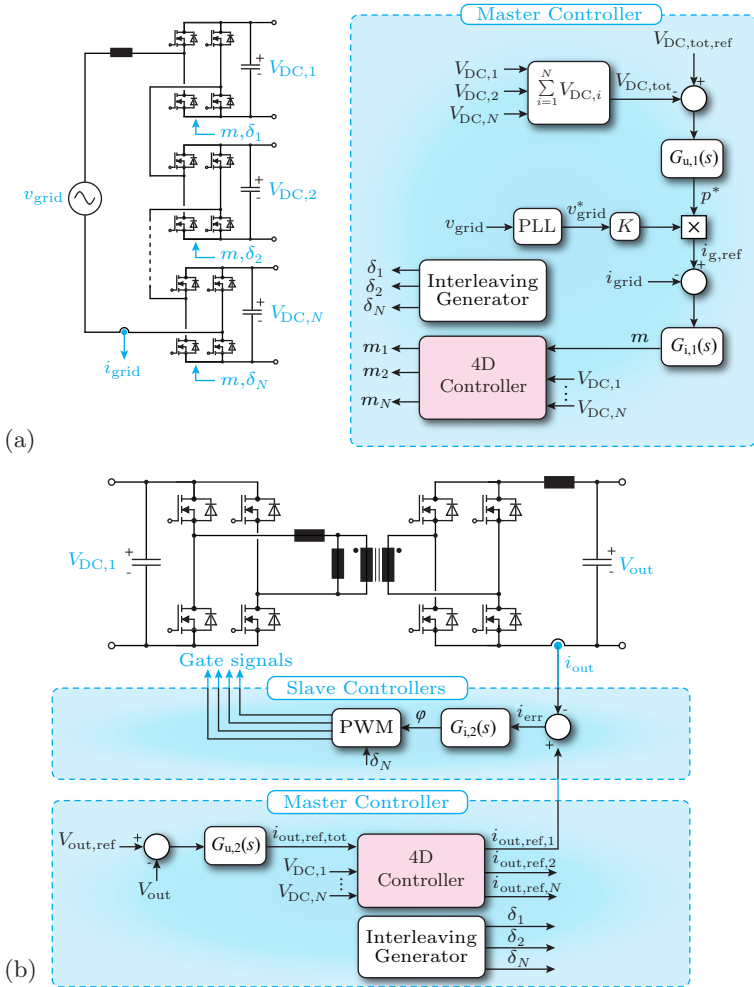 Master Controller
V_DC,tot,ref
V_DC,1
V_DC,2
V_DC,N
N
∑ V_DC,i
i=1
V_DC,tot
-
+
G_u,1(s)
p*
v_grid
PLL
v*_grid
K
×
i_g,ref
i_grid
-
+
G_i,1(s)
m
δ_1
δ_2
δ_N
Interleaving
Generator
m_1
m_2
m_N
4D
Controller
V_DC,1
V_DC,N
v_grid
+
V_DC,1
-
m, δ_1
+
V_DC,2
-
m, δ_2
+
V_DC,N
-
m, δ_N
i_grid
(a)
V_DC,1
+
-
+
-
V_out
Gate signals
i_out
Slave Controllers
PWM
φ
G_i,2(s)
i_err
-
+
δ_N
Master Controller
V_out,ref
+
-
V_out
G_u,2(s)
i_out,ref,tot
V_DC,1
V_DC,N
4D
Controller
i_out,ref,1
i_out,ref,2
i_out,ref,N
Interleaving
Generator
δ_1
δ_2
δ_N
(b)